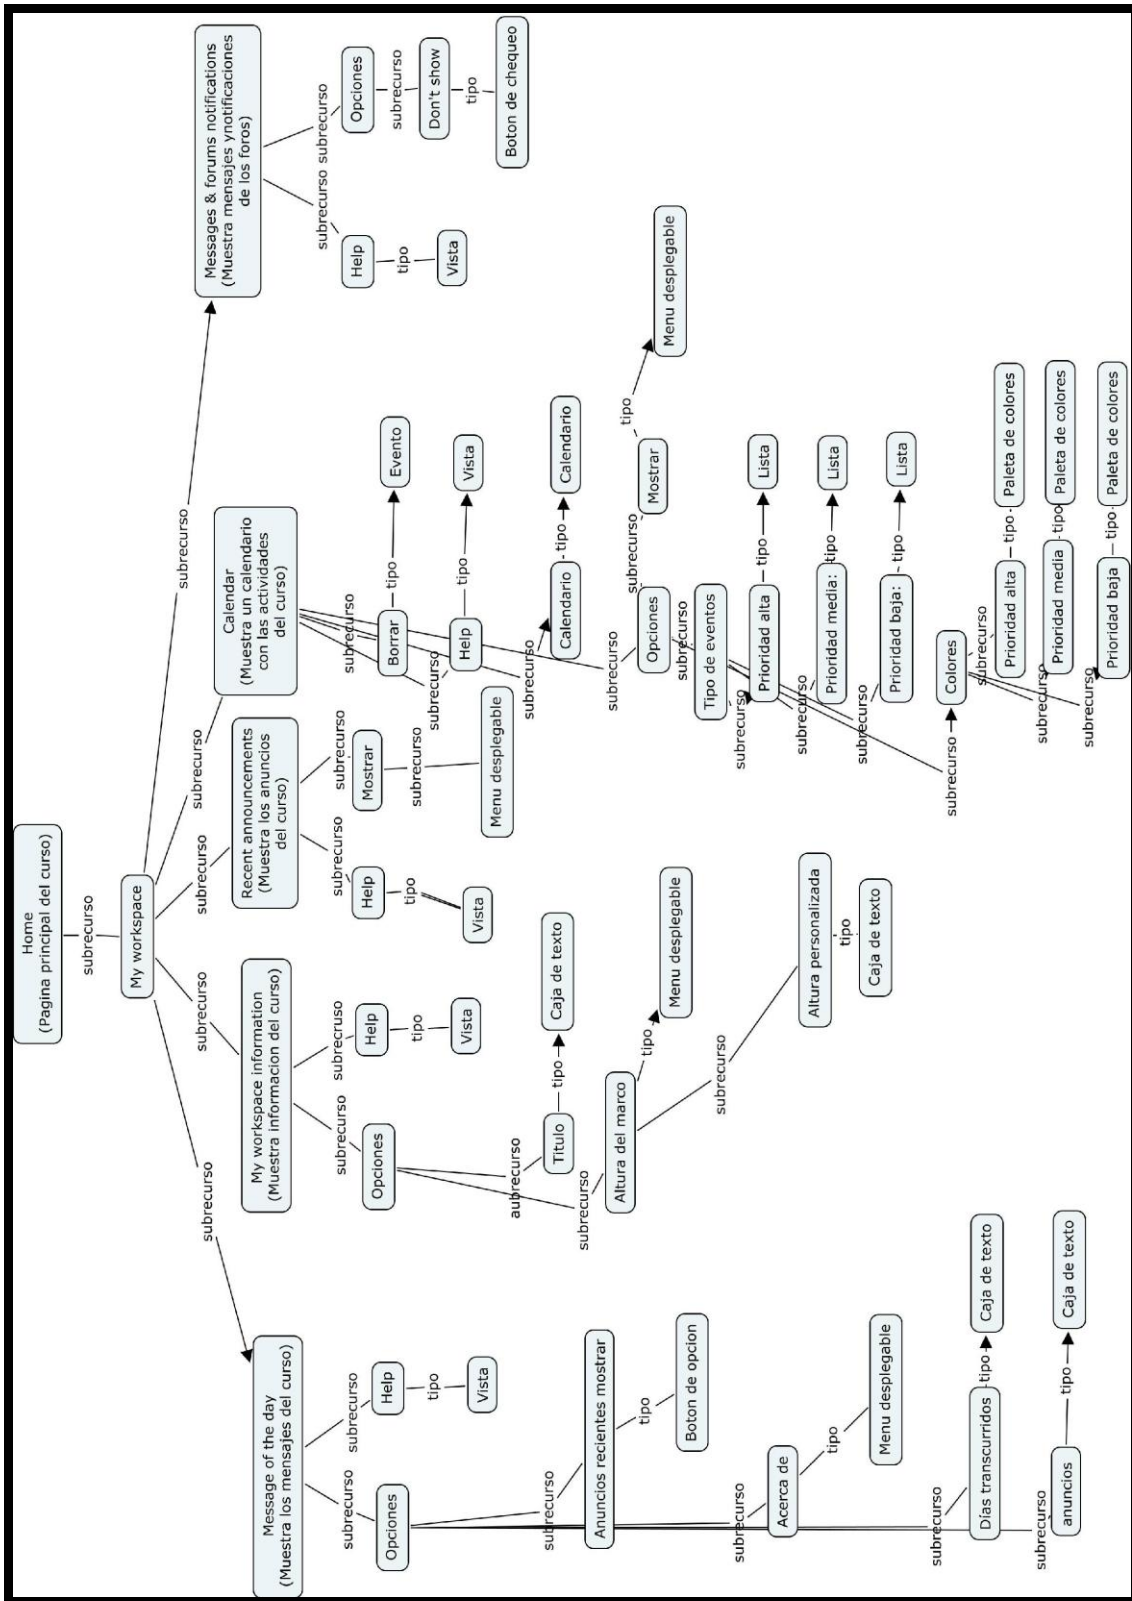 Home
(Pagina principal del curso)
subrecurso
My workspace
subrecurso
subrecurso
subrecurso
subrecurso
subrecurso
Message of the day
(Muestra los mensajes del curso)
subrecurso
subrecurso
Opciones
Help
tipo
Vista
subrecurso
Anuncios recientes mostrar
tipo
Boton de opcion
subrecurso
Acerca de
tipo
Menu desplegable
subrecurso
Días transcurridos
tipo
Caja de texto
subrecurso
anuncios
tipo
Caja de texto
My workspace information
(Muestra informacion del curso)
subrecurso
subrecruso
Opciones
Help
tipo
Vista
aubrecurso
Titulo
tipo
Caja de texto
subrecurso
Altura del marco
tipo
Menu desplegable
subrecurso
Altura personalizada
tipo
Caja de texto
Recent announcements
(Muestra los anuncios
del curso)
subrecurso
subrecurso
Help
Mostrar
tipo
subrecurso
Vista
Menu desplegable
Calendar
(Muestra un calendario
con las actividades
del curso)
subrecurso
Borrar
tipo
Evento
subrecurso
Help
tipo
Vista
subrecurso
Calendario
tipo
Calendario
subrecurso
Opciones
subrecurso
Mostrar
tipo
Menu desplegable
subrecurso
Tipo de eventos
subrecurso
Prioridad alta
tipo
Lista
subrecurso
Prioridad media:
tipo
Lista
subrecurso
Prioridad baja:
tipo
Lista
subrecurso
Colores
subrecurso
Prioridad alta
tipo
Paleta de colores
subrecurso
Prioridad media
tipo
Paleta de colores
subrecurso
Prioridad baja
tipo
Paleta de colores
Messages & forums notifications
(Muestra mensajes ynotificaciones
de los foros)
subrecurso
subrecurso
Help
Opciones
tipo
subrecurso
Vista
Don't show
tipo
Boton de chequeo